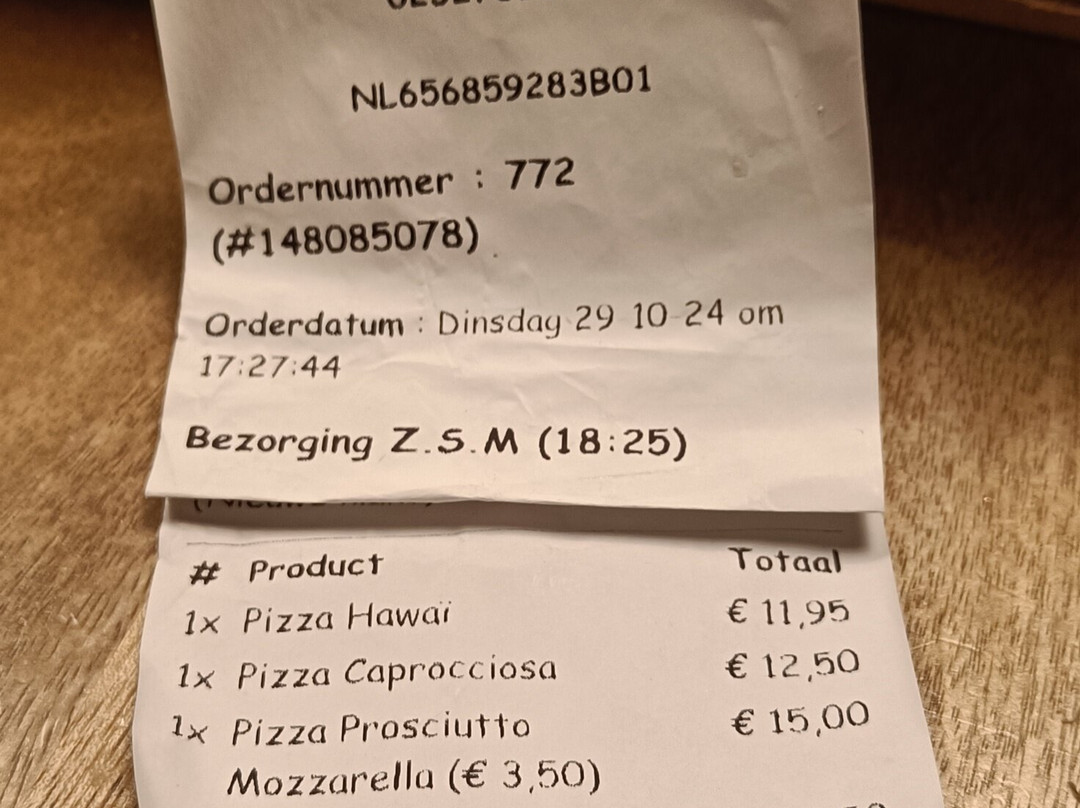 NL656859283B01
Ordernummer : 772
(#148085078)
Orderdatum : Dinsdag 29 10 24 om
17:27:44
Bezorging Z.S.M (18:25)
# Product Totaal
1x Pizza Hawaï € 11,95
1x Pizza Caprocciosa € 12,50
1x Pizza Prosciutto € 15,00
Mozzarella (€ 3,50)